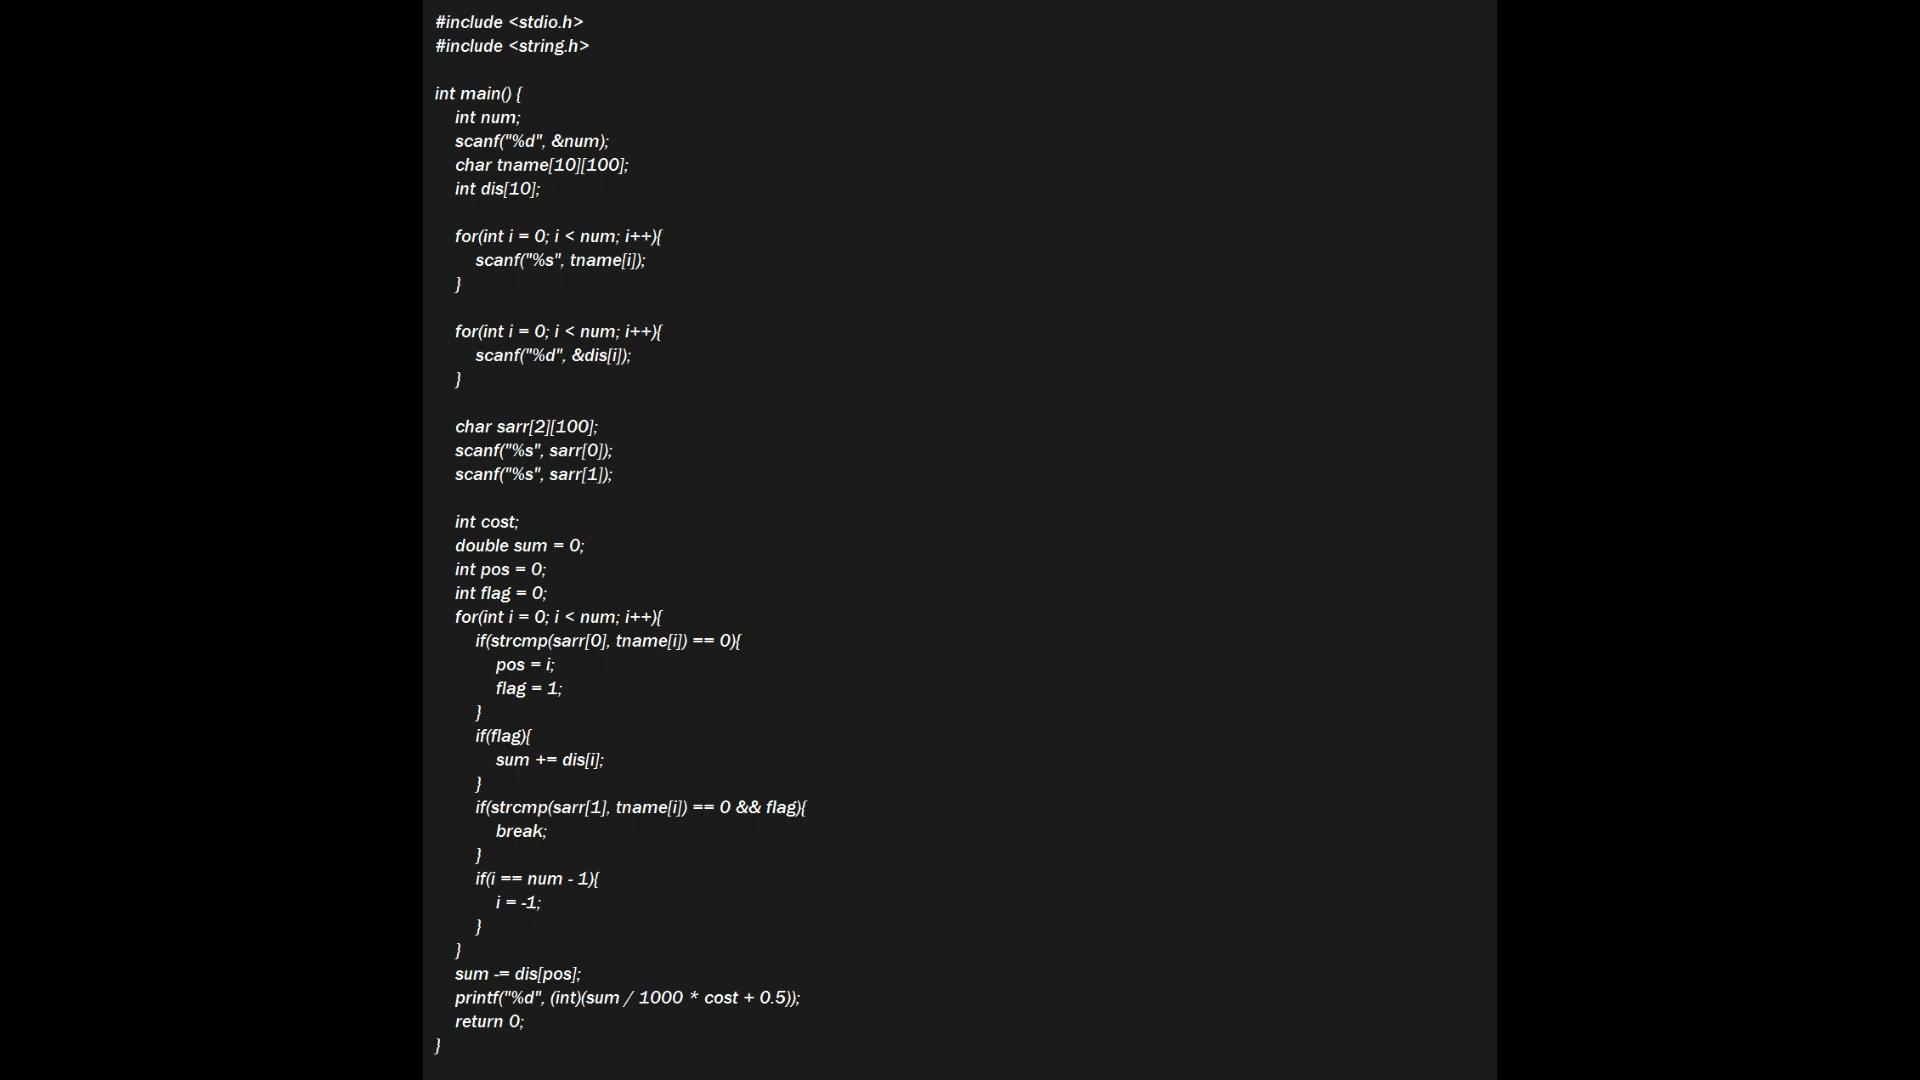 #include <stdio.h>
#include <string.h>

int main() {
    int num;
    scanf("%d", &num);
    char tname[10][100];
    int dis[10];

    for(int i = 0; i < num; i++){
        scanf("%s", tname[i]);
    }

    for(int i = 0; i < num; i++){
        scanf("%d", &dis[i]);
    }

    char sarr[2][100];
    scanf("%s", sarr[0]);
    scanf("%s", sarr[1]);

    int cost;
    double sum = 0;
    int pos = 0;
    int flag = 0;
    for(int i = 0; i < num; i++){
        if(strcmp(sarr[0], tname[i]) == 0){
            pos = i;
            flag = 1;
        }
        if(flag){
            sum += dis[i];
        }
        if(strcmp(sarr[1], tname[i]) == 0 && flag){
            break;
        }
        if(i == num - 1){
            i = -1;
        }
    }
    sum -= dis[pos];
    printf("%d", (int)(sum / 1000 * cost + 0.5));
    return 0;
}